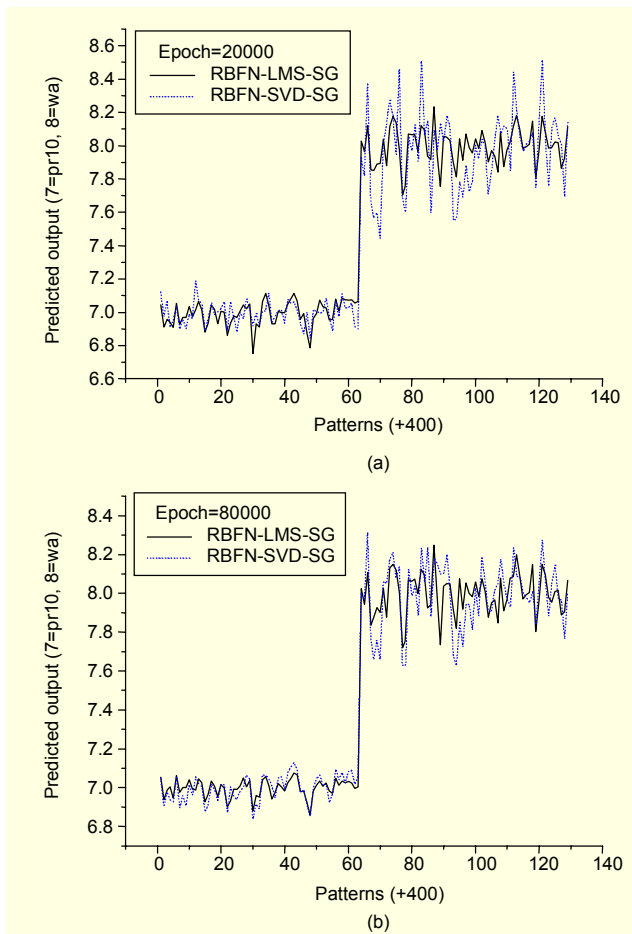 Epoch=20000
RBFN-LMS-SG
RBFN-SVD-SG
Predicted output (7=pr10, 8=wa)
8.6
8.4
8.2
8.0
7.8
7.6
7.4
7.2
7.0
6.8
6.6
0 20 40 60 80 100 120 140
Patterns (+400)
(a)
Epoch=80000
RBFN-LMS-SG
RBFN-SVD-SG
Predicted output (7=pr10, 8=wa)
8.4
8.2
8.0
7.8
7.6
7.4
7.2
7.0
6.8
0 20 40 60 80 100 120 140
Patterns (+400)
(b)